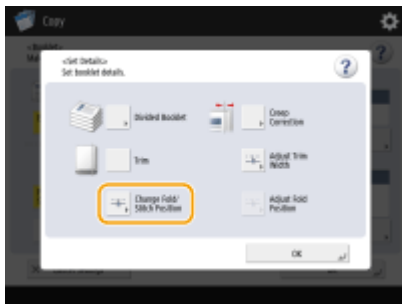 Copy
<Set Details>
Set booklet details.
?
Divided Booklet
Creep
Correction
Trim
Adjust Trim
Width
Change Fold/
Stitch Position
Adjust Fold
Position
OK